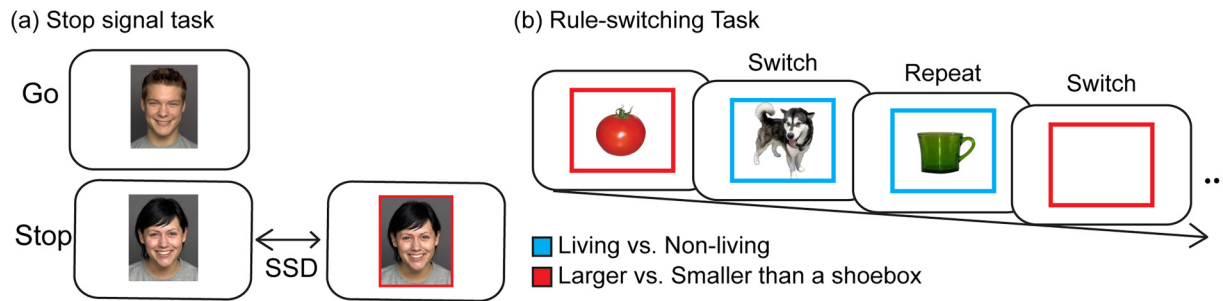 (a) Stop signal task
Go
Stop
SSD
(b) Rule-switching Task
Switch
Repeat
Switch
..
Living vs. Non-living
Larger vs. Smaller than a shoebox